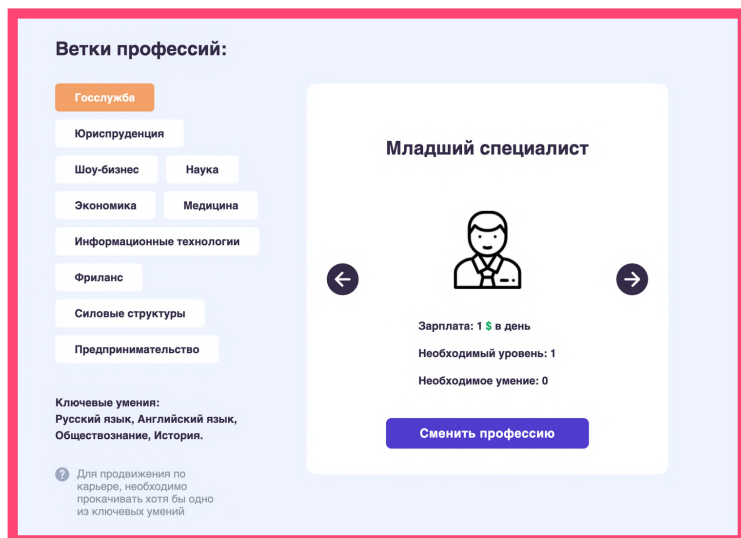 Ветки профессий:
Госслужба
Юриспруденция
Шоу-бизнес
Наука
Экономика
Медицина
Информационные технологии
Фриланс
Силовые структуры
Предпринимательство
Ключевые умения:
Русский язык, Английский язык,
Обществознание, История.
? Для продвижения по
карьере, необходимо
прокачивать хотя бы одно
из ключевых умений
Младший специалист
Зарплата: 1 $ в день
Необходимый уровень: 1
Необходимое умение: 0
Сменить профессию